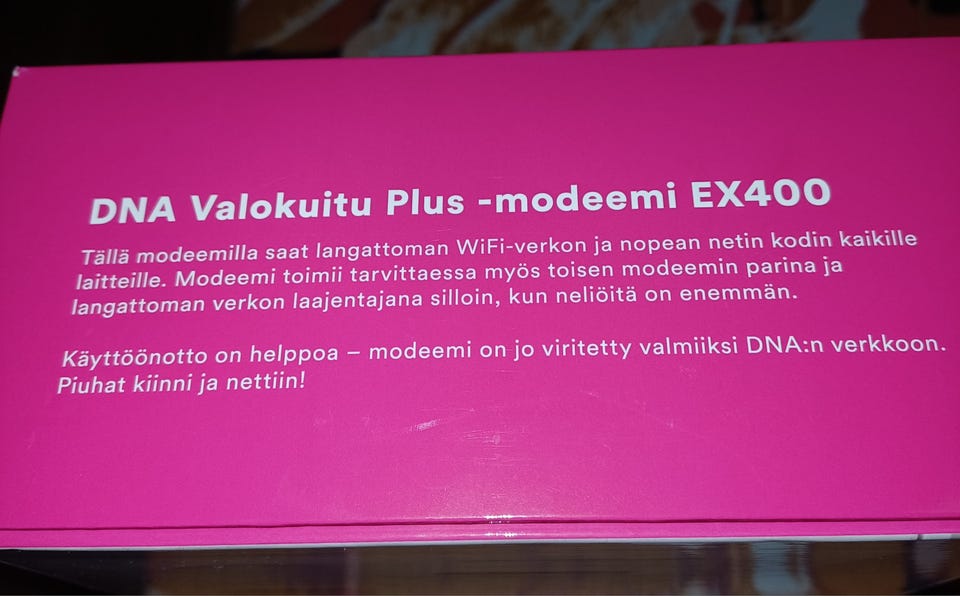 DNA Valokuitu Plus -modeemi EX400
Tällä modeemilla saat langattoman WiFi-verkon ja nopean netin kodin kaikille
laitteille. Modeemi toimii tarvittaessa myös toisen modeemin parina ja
langattoman verkon laajentajana silloin, kun neliöitä on enemmän.
Käyttöönotto on helppoa – modeemi on jo viritetty valmiiksi DNA:n verkkoon.
Piuhat kiinni ja nettiin!